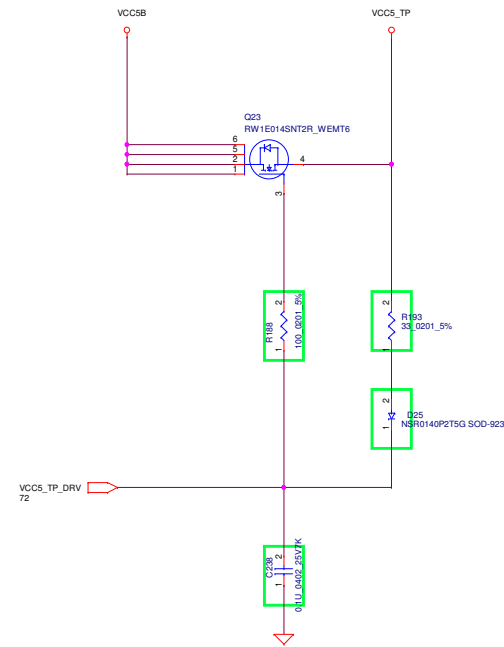 VCC5B
VCC5_TP
Q23
RW1E014SNT2R_WEMT6
6
5
2
1
4
3
2
R188
100_0201_5%
1
2
R193
33_0201_5%
1
2
D25
NSR0140P2T5G SOD-923
1
VCC5_TP_DRV
72
2
C238
0.1U_0402_25V7K
1